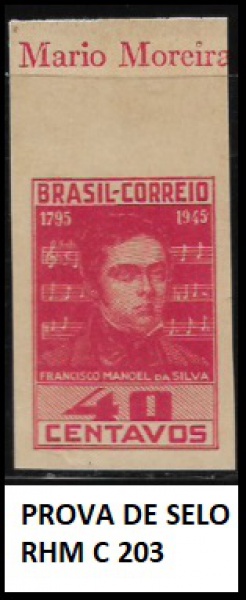 Mario Moreira
BRASIL-CORREIO
1795 1945
FRANCISCO MANOEL DA SILVA
40
CENTAVOS
PROVA DE SELO
RHM C 203